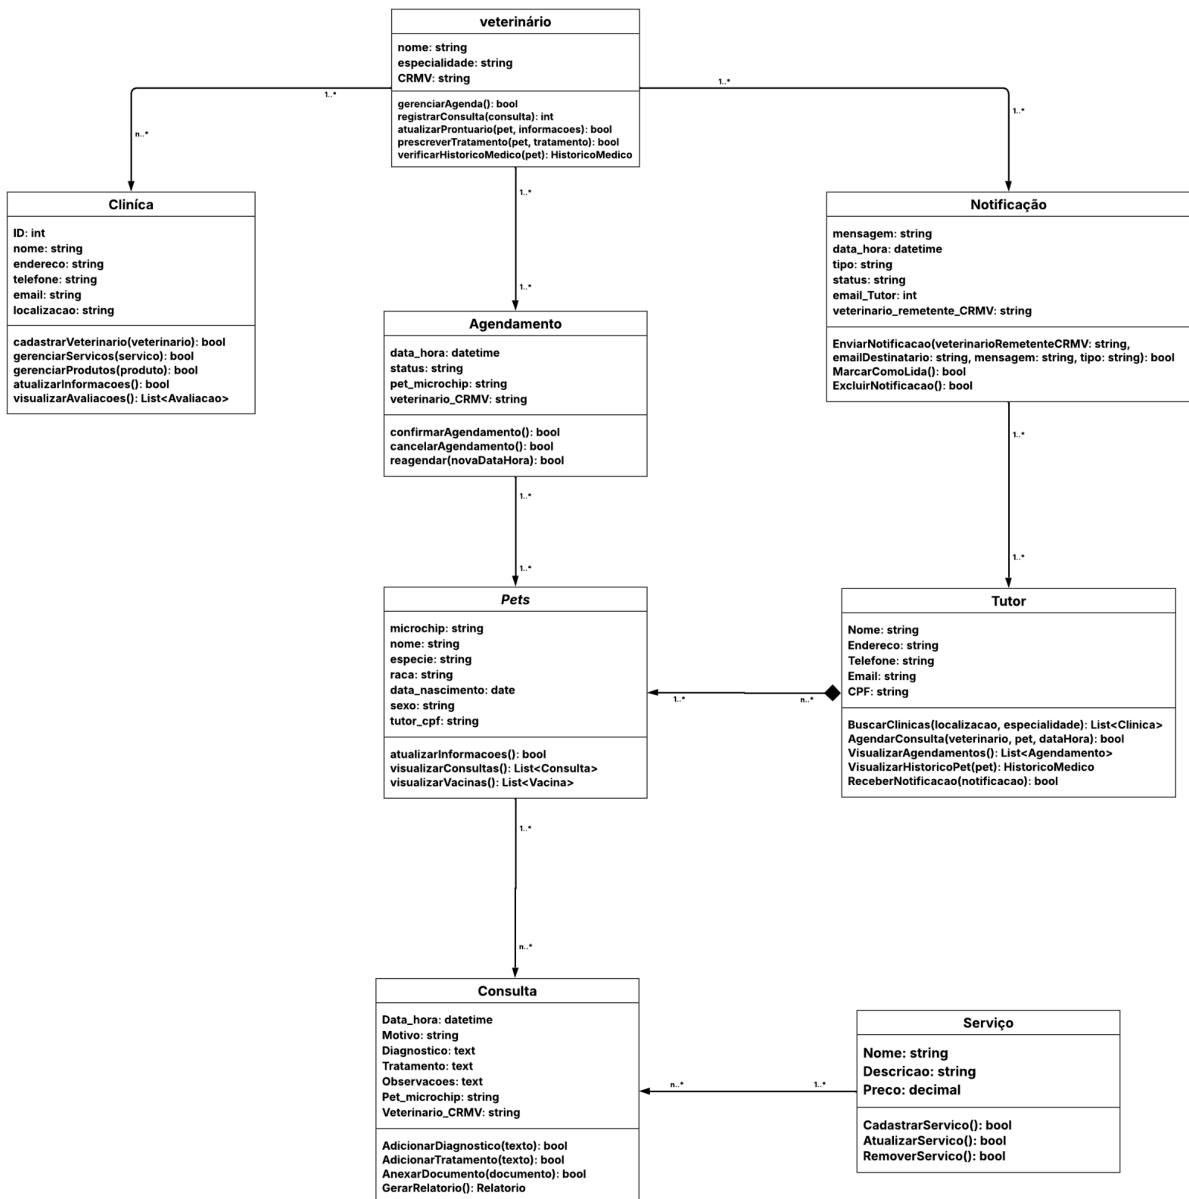 veterinário
nome: string
especialidade: string
CRMV: string
gerenciarAgenda(): bool
registrarConsulta(consulta): int
atualizarProntuario(pet, informacoes): bool
prescreverTratamento(pet, tratamento): bool
verificarHistoricoMedico(pet): HistoricoMedico
1..*
n..*
1..*
1..*
1..*
1..*
Cliníca
ID: int
nome: string
endereco: string
telefone: string
email: string
localizacao: string
cadastrarVeterinario(veterinario): bool
gerenciarServicos(servico): bool
gerenciarProdutos(produto): bool
atualizarInformacoes(): bool
visualizarAvaliacoes(): List<Avaliacao>
Notificação
mensagem: string
data_hora: datetime
tipo: string
status: string
email_Tutor: int
veterinario_remetente_CRMV: string
EnviarNotificacao(veterinarioRemetenteCRMV: string,
emailDestinatario: string, mensagem: string, tipo: string): bool
MarcarComoLida(): bool
ExcluirNotificacao(): bool
Agendamento
data_hora: datetime
status: string
pet_microchip: string
veterinario_CRMV: string
confirmarAgendamento(): bool
cancelarAgendamento(): bool
reagendar(novaDataHora): bool
1..*
1..*
1..*
1..*
Pets
microchip: string
nome: string
especie: string
raca: string
data_nascimento: date
sexo: string
tutor_cpf: string
atualizarInformacoes(): bool
visualizarConsultas(): List<Consulta>
visualizarVacinas(): List<Vacina>
1..*
n..*
Tutor
Nome: string
Endereco: string
Telefone: string
Email: string
CPF: string
BuscarClinicas(localizacao, especialidade): List<Clinica>
AgendarConsulta(veterinario, pet, dataHora): bool
VisualizarAgendamentos(): List<Agendamento>
VisualizarHistoricoPet(pet): HistoricoMedico
ReceberNotificacao(notificacao): bool
1..*
n..*
Consulta
Data_hora: datetime
Motivo: string
Diagnostico: text
Tratamento: text
Observacoes: text
Pet_microchip: string
Veterinario_CRMV: string
AdicionarDiagnostico(texto): bool
AdicionarTratamento(texto): bool
AnexarDocumento(documento): bool
GerarRelatorio(): Relatorio
n..*
1..*
Serviço
Nome: string
Descricao: string
Preco: decimal
CadastrarServico(): bool
AtualizarServico(): bool
RemoverServico(): bool